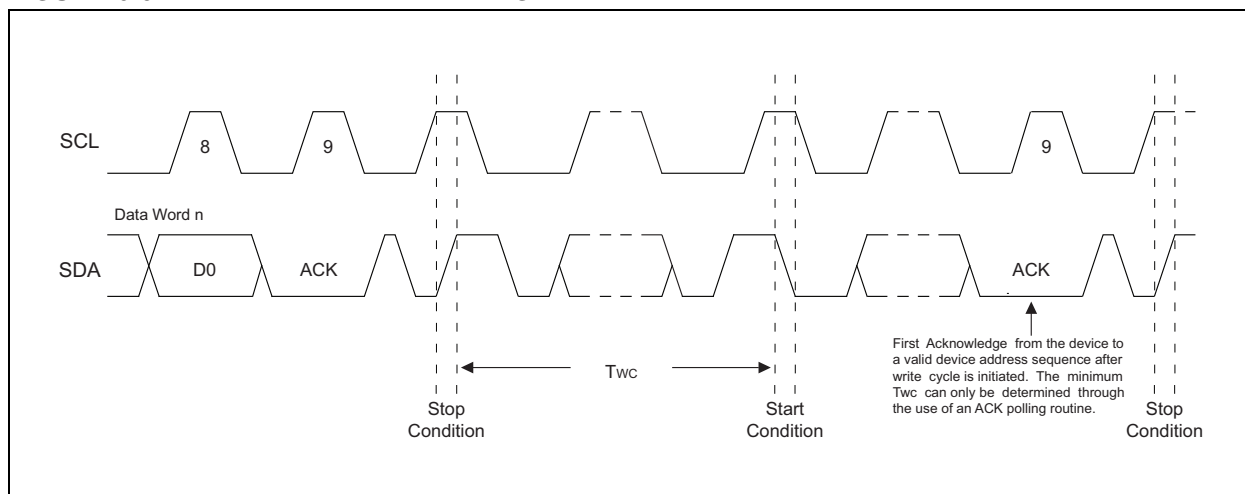 SCL
8
9
9
Data Word n
SDA
D0
ACK
ACK
First Acknowledge from the device to
a valid device address sequence after
write cycle is initiated. The minimum
Twc can only be determined through
the use of an ACK polling routine.
TWC
Stop
Condition
Start
Condition
Stop
Condition